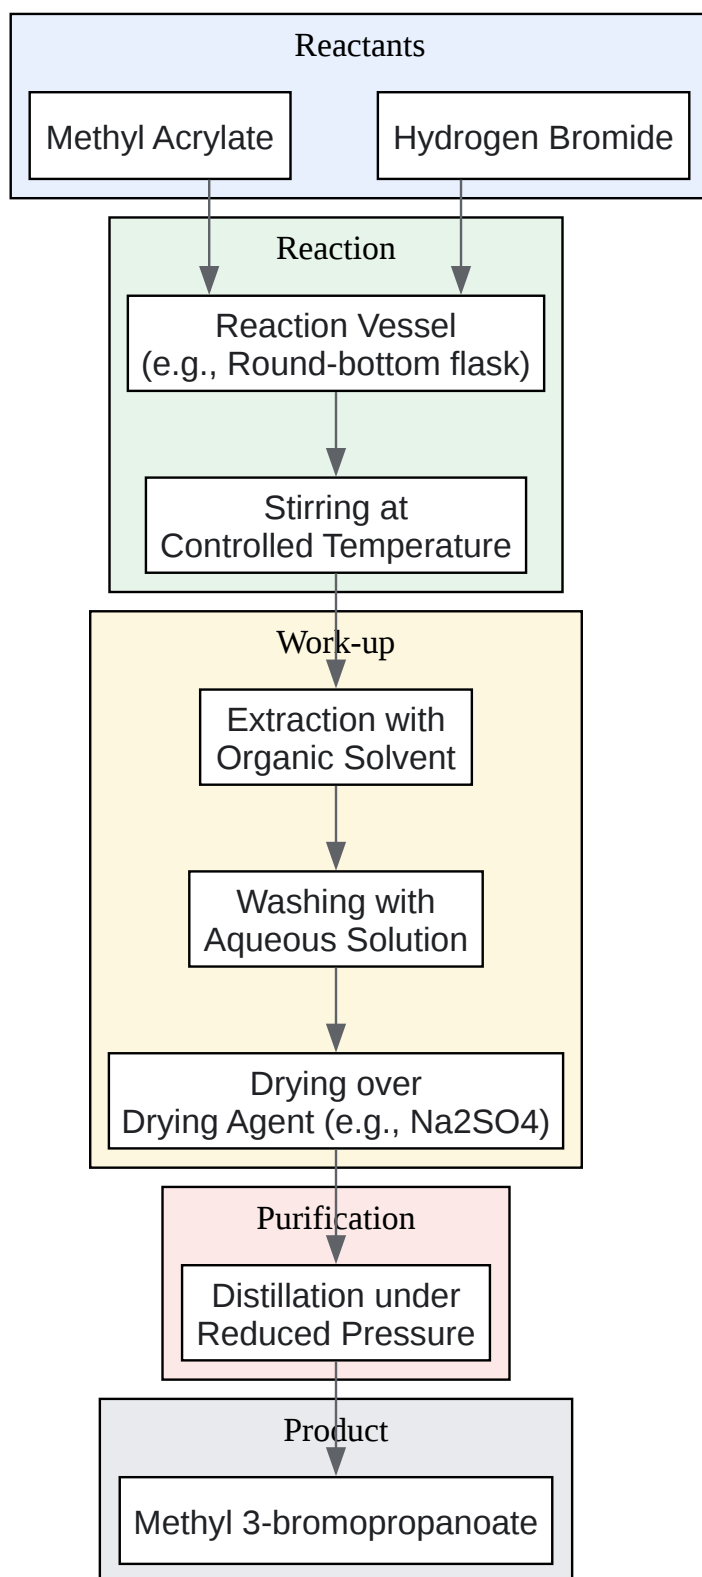 Reactants
Methyl Acrylate
Hydrogen Bromide
Reaction
Reaction Vessel
(e.g., Round-bottom flask)
Stirring at
Controlled Temperature
Work-up
Extraction with
Organic Solvent
Washing with
Aqueous Solution
Drying over
Drying Agent (e.g., Na2SO4)
Purification
Distillation under
Reduced Pressure
Product
Methyl 3-bromopropanoate